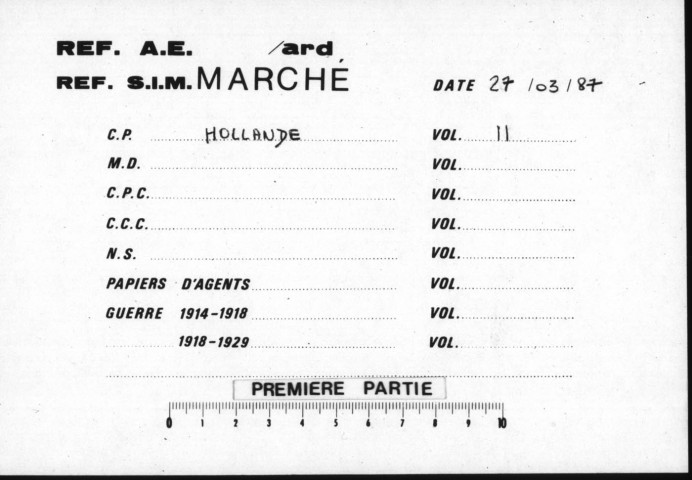 REF. A.E. /ard
REF. S.I.M. MARCHÉ DATE 27/03/87
C.P. HOLLANDE VOL. 11
M.D. VOL.
C.P.C. VOL.
C.C.C. VOL.
N.S. VOL.
PAPIERS D'AGENTS VOL.
GUERRE 1914-1918 VOL.
1918-1929 VOL.
PREMIERE PARTIE
0 1 2 3 4 5 6 7 8 9 10